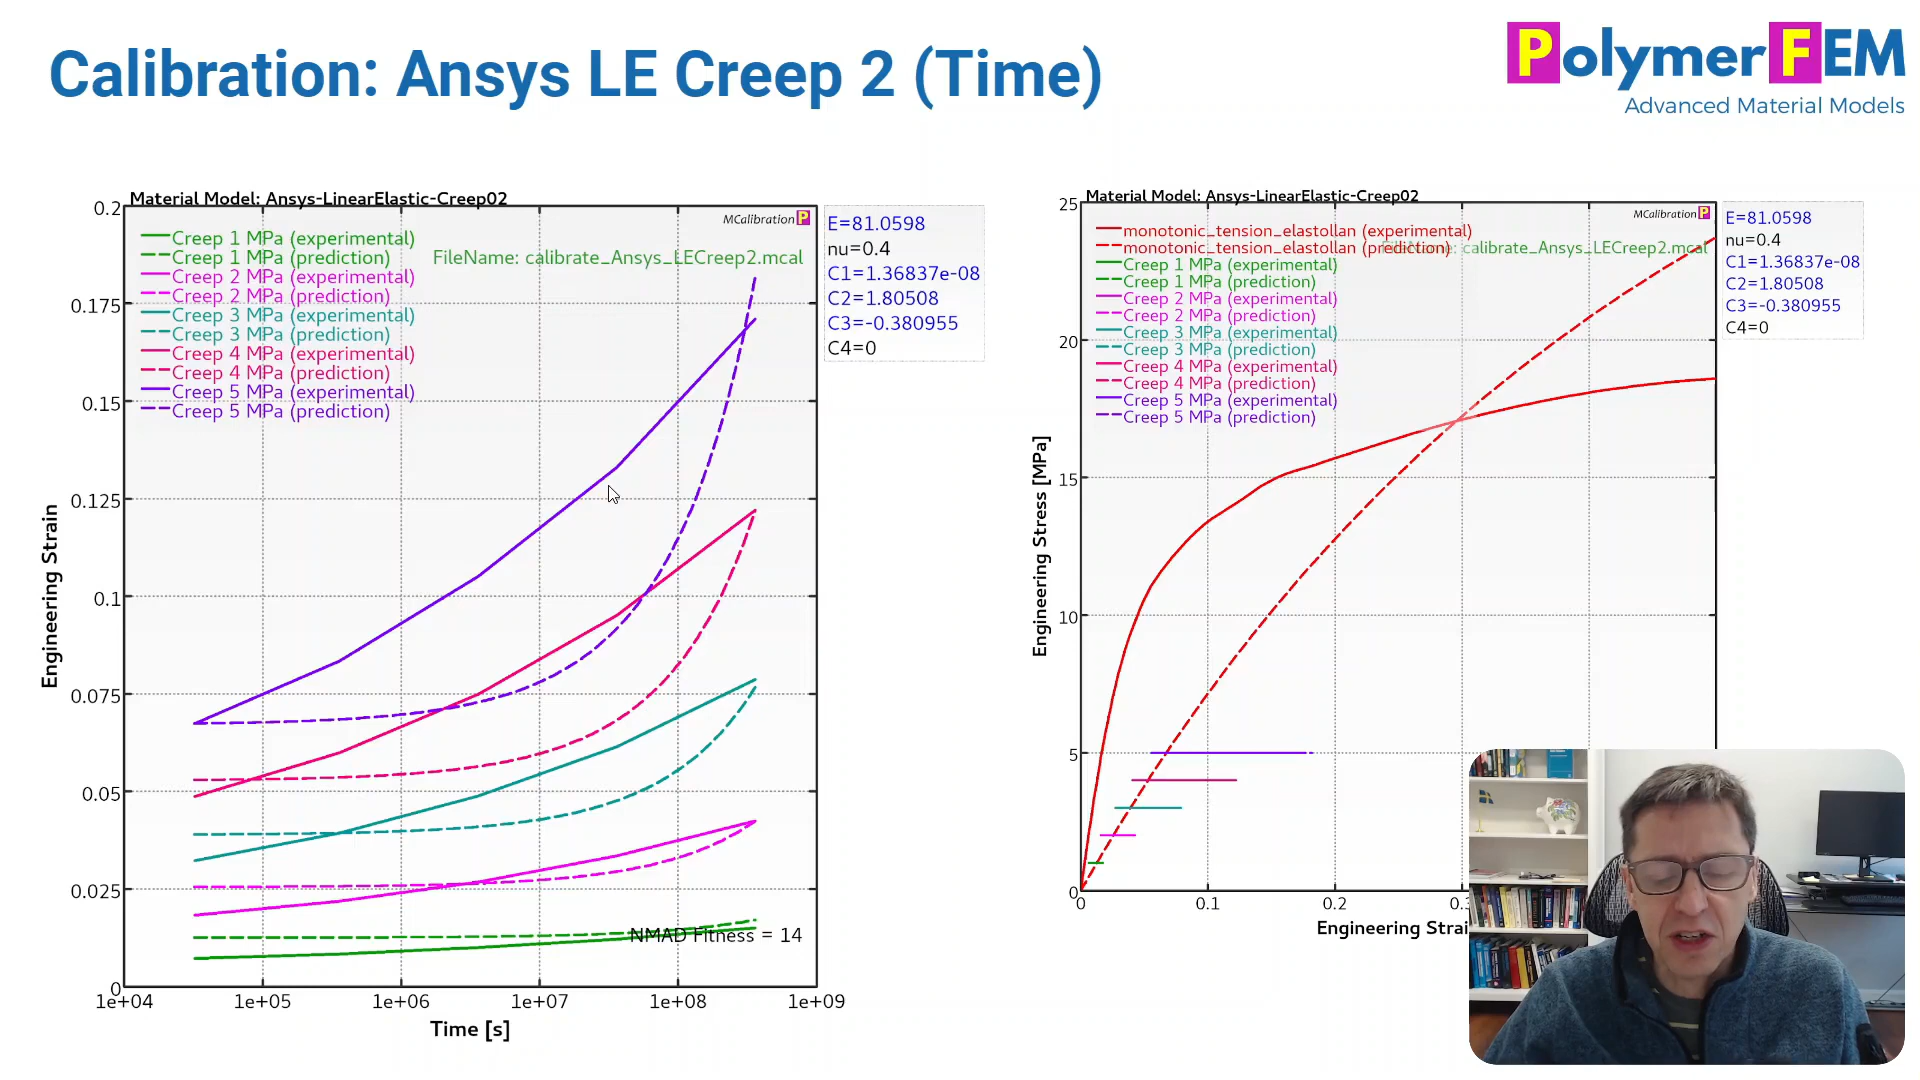 Calibration: Ansys LE Creep 2 (Time)
PolymerFEM
Advanced Material Models
Material Model: Ansys-LinearElastic-Creep02
MCalibration P
Creep 1 MPa (experimental)
Creep 1 MPa (prediction)
Creep 2 MPa (experimental)
Creep 2 MPa (prediction)
Creep 3 MPa (experimental)
Creep 3 MPa (prediction)
Creep 4 MPa (experimental)
Creep 4 MPa (prediction)
Creep 5 MPa (experimental)
Creep 5 MPa (prediction)
FileName: calibrate_Ansys_LECreep2.mcal
E=81.0598
nu=0.4
C1=1.36837e-08
C2=1.80508
C3=-0.380955
C4=0
0.2
0.175
0.15
0.125
0.1
0.075
0.05
0.025
0
Engineering Strain
NMAD Fitness = 14
1e+04 1e+05 1e+06 1e+07 1e+08 1e+09
Time [s]
Material Model: Ansys-LinearElastic-Creep02
MCalibration P
monotonic_tension_elastollan (experimental)
monotonic_tension_elastollan (prediction)
FileName: calibrate_Ansys_LECreep2.mcal
Creep 1 MPa (experimental)
Creep 1 MPa (prediction)
Creep 2 MPa (experimental)
Creep 2 MPa (prediction)
Creep 3 MPa (experimental)
Creep 3 MPa (prediction)
Creep 4 MPa (experimental)
Creep 4 MPa (prediction)
Creep 5 MPa (experimental)
Creep 5 MPa (prediction)
E=81.0598
nu=0.4
C1=1.36837e-08
C2=1.80508
C3=-0.380955
C4=0
25
20
15
10
5
0
Engineering Stress [MPa]
0 0.1 0.2 0.3
Engineering Strai